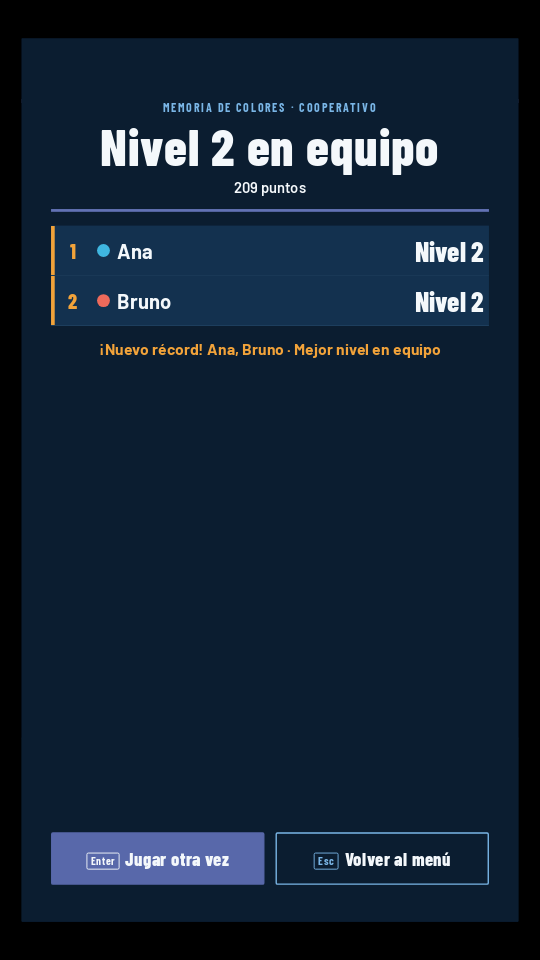 MEMORIA DE COLORES · COOPERATIVO
Nivel 2 en equipo
209 puntos
1 Ana Nivel 2
2 Bruno Nivel 2
¡Nuevo récord! Ana, Bruno · Mejor nivel en equipo
Enter Jugar otra vez
Esc Volver al menú